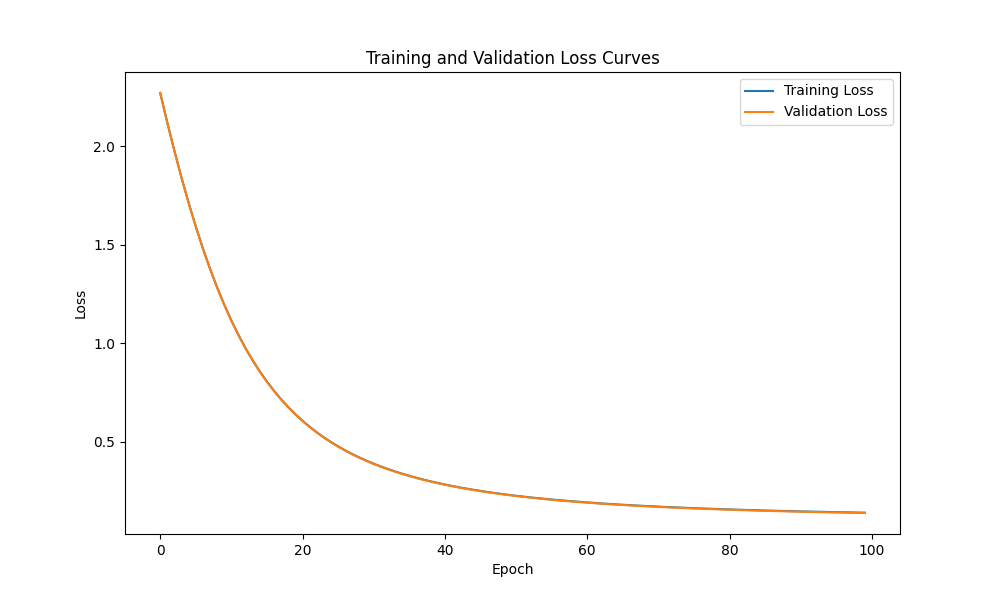 Training and Validation Loss Curves
Training Loss
Validation Loss
2.0
1.5
1.0
0.5
Loss
0 20 40 60 80 100
Epoch